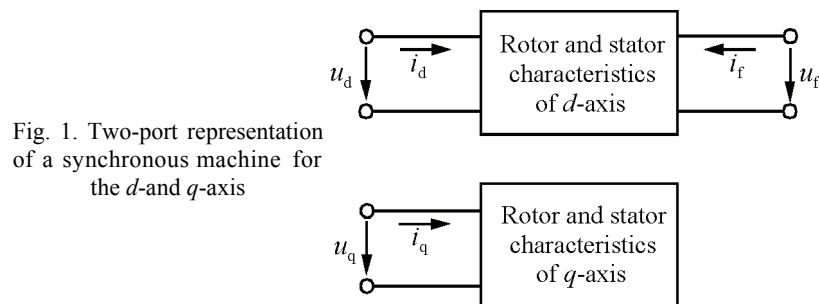 Rotor and stator
characteristics
of d-axis
u_d
i_d
i_f
u_f
Fig. 1. Two-port representation
of a synchronous machine for
the d-and q-axis
Rotor and stator
characteristics
of q-axis
u_q
i_q